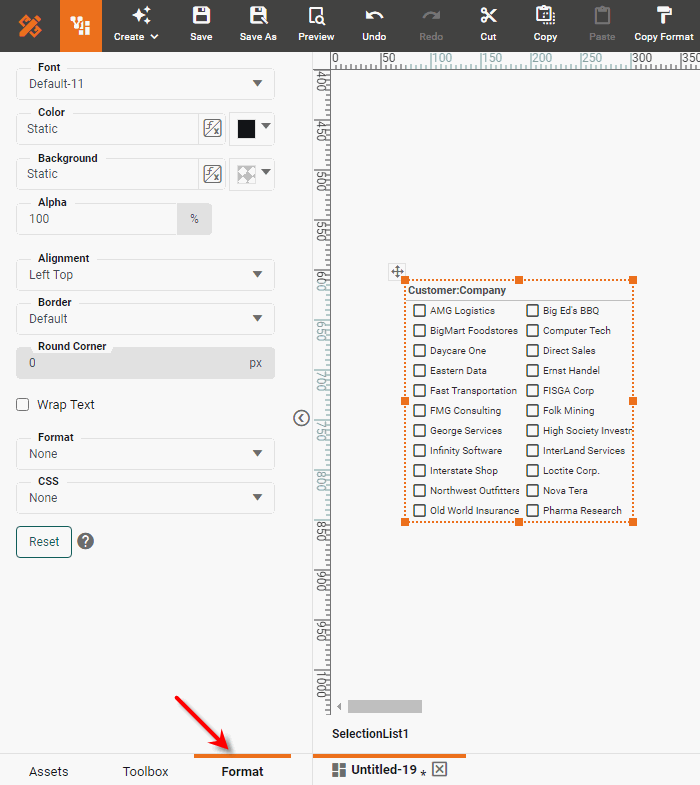 Create
Save
Save As
Preview
Undo
Redo
Cut
Copy
Paste
Copy Format
Font
Default-11
Color
Static
Background
Static
Alpha
100 %
Alignment
Left Top
Border
Default
Round Corner
0 px
Wrap Text
Format
None
CSS
None
Reset
?
0 50 100 150 200 250 300 350
400
450
500
550
600
650
700
750
800
850
900
950
1000
Customer:Company
AMG Logistics Big Ed's BBQ
BigMart Foodstores Computer Tech
Daycare One Direct Sales
Eastern Data Ernst Handel
Fast Transportation FISGA Corp
FMG Consulting Folk Mining
George Services High Society Investr
Infinity Software InterLand Services
Interstate Shop Loctite Corp.
Northwest Outfitters Nova Tera
Old World Insurance Pharma Research
SelectionList1
Assets Toolbox Format
Untitled-19 *